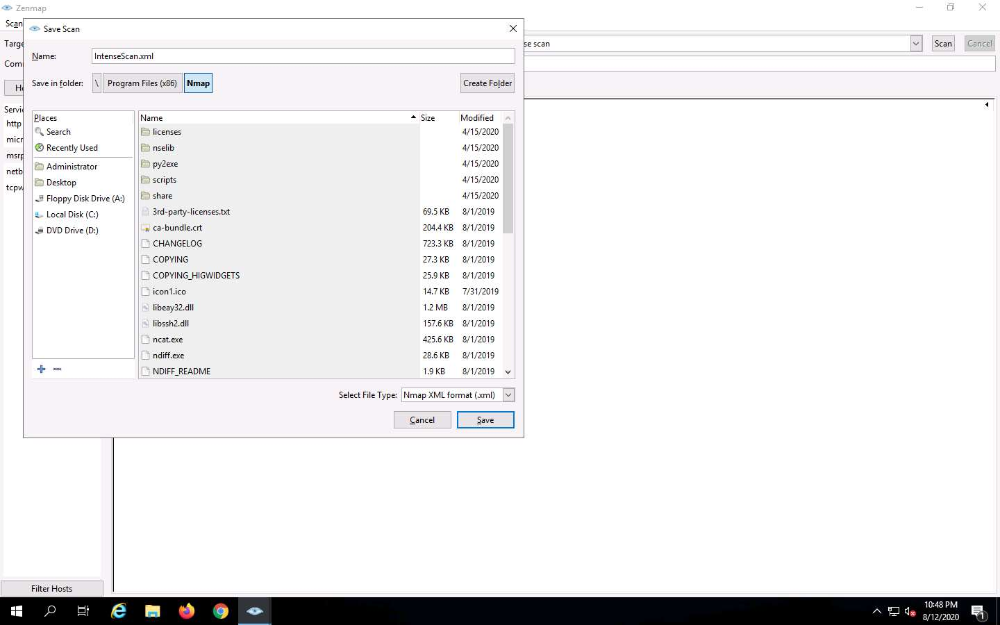 Zenmap
Scan
Save Scan
Targe
se scan
Scan
Cancel
Name:
IntenseScan.xml
Com
Save in folder:
\
Program Files (x86)
Nmap
Create Folder
He
Servic
Places
Name
Size
Modified
http
Search
licenses
4/15/2020
micr
Recently Used
nselib
4/15/2020
msrp
Administrator
py2exe
4/15/2020
netb
Desktop
scripts
4/15/2020
tcpw
Floppy Disk Drive (A:)
share
4/15/2020
Local Disk (C:)
3rd-party-licenses.txt
69.5 KB
8/1/2019
DVD Drive (D:)
ca-bundle.crt
204.4 KB
8/1/2019
CHANGELOG
723.3 KB
8/1/2019
COPYING
27.3 KB
8/1/2019
COPYING_HIGWIDGETS
25.9 KB
8/1/2019
icon1.ico
14.7 KB
7/31/2019
libeay32.dll
1.2 MB
8/1/2019
libssh2.dll
157.6 KB
8/1/2019
ncat.exe
425.6 KB
8/1/2019
ndiff.exe
28.6 KB
8/1/2019
NDIFF_README
1.9 KB
8/1/2019
Select File Type:
Nmap XML format (.xml)
Cancel
Save
Filter Hosts
10:48 PM
8/12/2020
1